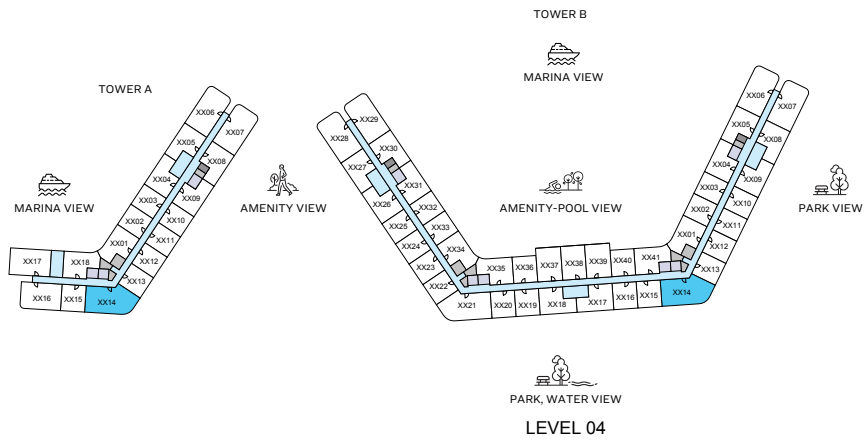 TOWER B
MARINA VIEW
TOWER A
MARINA VIEW
AMENITY VIEW
AMENITY-POOL VIEW
PARK VIEW
XX06
XX07
XX05
XX08
XX04
XX09
XX03
XX10
XX02
XX11
XX01
XX12
XX13
XX17
XX18
XX16
XX15
XX14
XX29
XX28
XX30
XX27
XX31
XX26
XX32
XX25
XX33
XX24
XX34
XX23
XX22
XX21
XX35
XX36
XX37
XX38
XX39
XX40
XX41
XX20
XX19
XX18
XX17
XX16
XX15
XX14
XX06
XX07
XX05
XX08
XX04
XX09
XX03
XX10
XX02
XX11
XX01
XX12
XX13
PARK, WATER VIEW
LEVEL 04